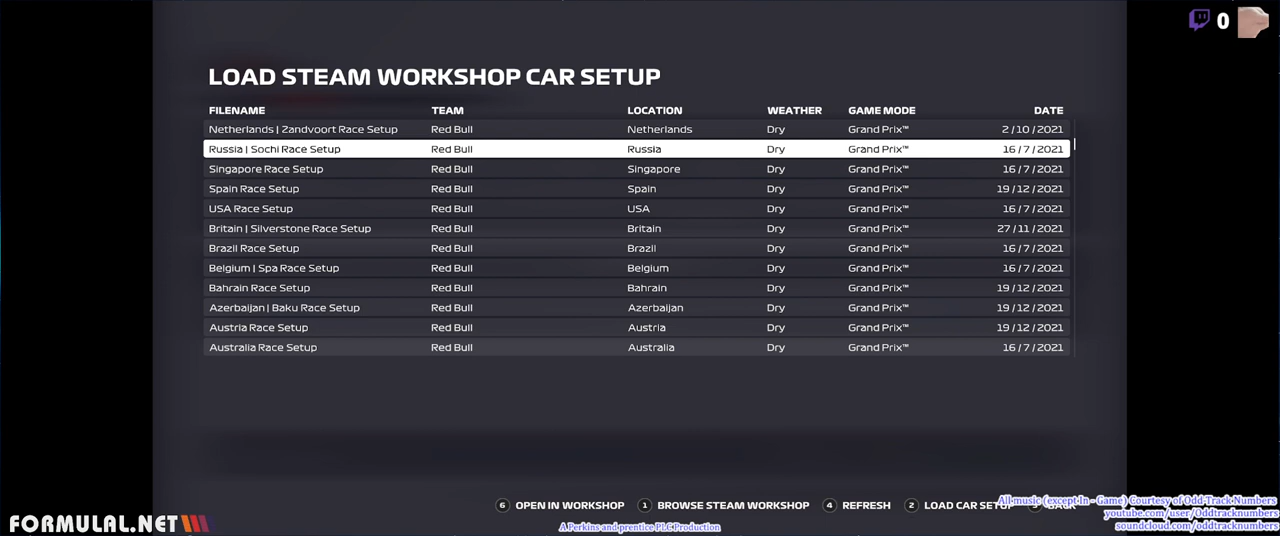 0
LOAD STEAM WORKSHOP CAR SETUP
FILENAME TEAM LOCATION WEATHER GAME MODE DATE
Netherlands | Zandvoort Race Setup Red Bull Netherlands Dry Grand Prix™ 2/10/2021
Russia | Sochi Race Setup Red Bull Russia Dry Grand Prix™ 16/7/2021
Singapore Race Setup Red Bull Singapore Dry Grand Prix™ 16/7/2021
Spain Race Setup Red Bull Spain Dry Grand Prix™ 19/12/2021
USA Race Setup Red Bull USA Dry Grand Prix™ 16/7/2021
Britain | Silverstone Race Setup Red Bull Britain Dry Grand Prix™ 27/11/2021
Brazil Race Setup Red Bull Brazil Dry Grand Prix™ 16/7/2021
Belgium | Spa Race Setup Red Bull Belgium Dry Grand Prix™ 16/7/2021
Bahrain Race Setup Red Bull Bahrain Dry Grand Prix™ 19/12/2021
Azerbaijan | Baku Race Setup Red Bull Azerbaijan Dry Grand Prix™ 19/12/2021
Austria Race Setup Red Bull Austria Dry Grand Prix™ 19/12/2021
Australia Race Setup Red Bull Australia Dry Grand Prix™ 16/7/2021
6 OPEN IN WORKSHOP 1 BROWSE STEAM WORKSHOP 4 REFRESH 2 LOAD CAR SETUP BACK
All music (except In - Game) Courtesy of Odd Track Numbers
youtube.com/user/Oddtracknumbers
soundcloud.com/oddtracknumbers
FORMULAL.NET
A Perkins and-prentice PLC Production